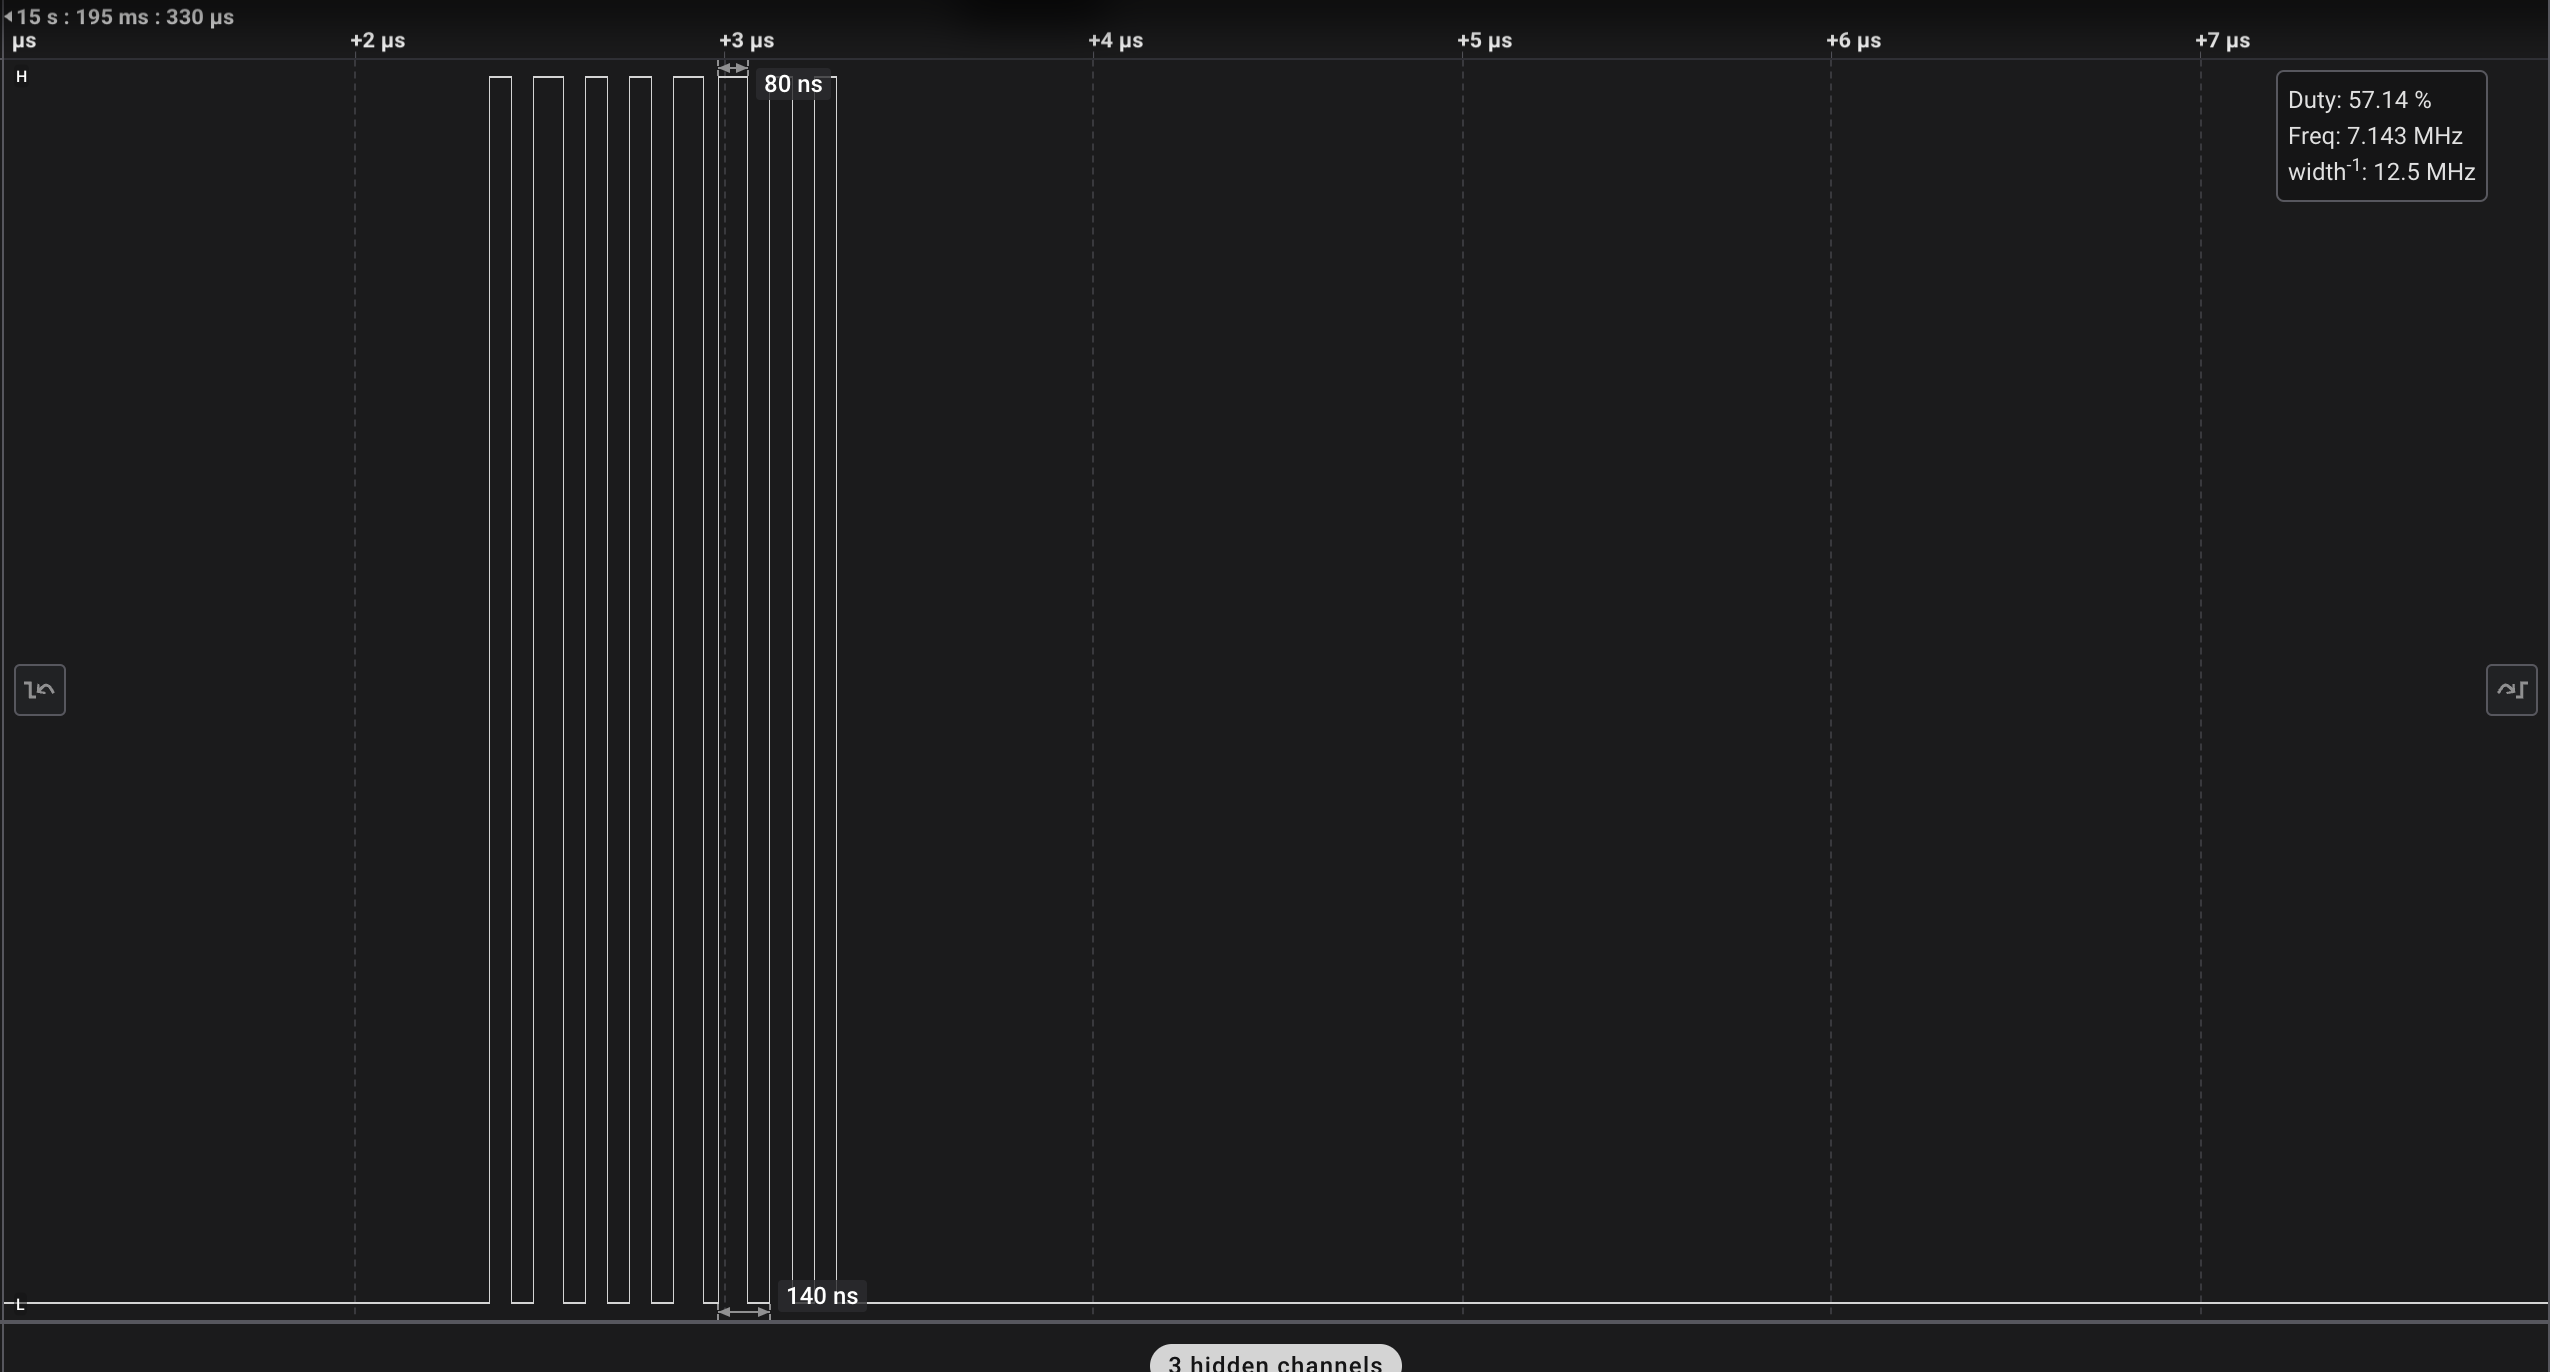 15 s : 195 ms : 330 µs
µs +2 µs +3 µs +4 µs +5 µs +6 µs +7 µs
H
80 ns
Duty: 57.14 %
Freq: 7.143 MHz
width⁻¹: 12.5 MHz
140 ns
L
3 hidden channels